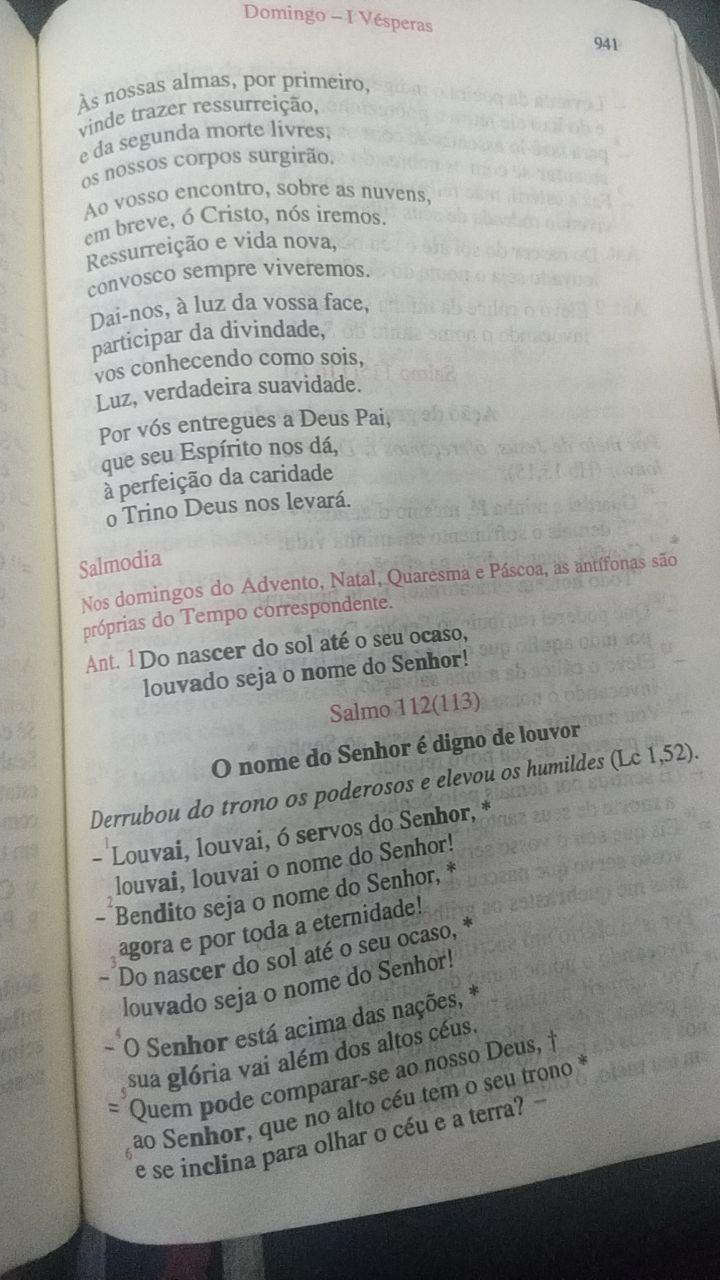 Domingo – I Vésperas
941
Às nossas almas, por primeiro,
vinde trazer ressurreição,
e da segunda morte livres,
os nossos corpos surgirão.
Ao vosso encontro, sobre as nuvens,
em breve, ó Cristo, nós iremos.
Ressurreição e vida nova,
convosco sempre viveremos.
Dai-nos, à luz da vossa face,
participar da divindade,
vos conhecendo como sois,
Luz, verdadeira suavidade.
Por vós entregues a Deus Pai,
que seu Espírito nos dá,
à perfeição da caridade
o Trino Deus nos levará.
Salmodia
Nos domingos do Advento, Natal, Quaresma e Páscoa, as antífonas são
próprias do Tempo correspondente.
Ant. 1 Do nascer do sol até o seu ocaso,
louvado seja o nome do Senhor!
Salmo 112(113)
O nome do Senhor é digno de louvor
Derrubou do trono os poderosos e elevou os humildes (Lc 1,52).
– 1 Louvai, louvai, ó servos do Senhor, *
louvai, louvai o nome do Senhor!
– 2 Bendito seja o nome do Senhor, *
agora e por toda a eternidade!
– 3 Do nascer do sol até o seu ocaso, *
louvado seja o nome do Senhor!
– 4 O Senhor está acima das nações, *
sua glória vai além dos altos céus.
= 5 Quem pode comparar-se ao nosso Deus, †
ao Senhor, que no alto céu tem o seu trono *
6 e se inclina para olhar o céu e a terra? –